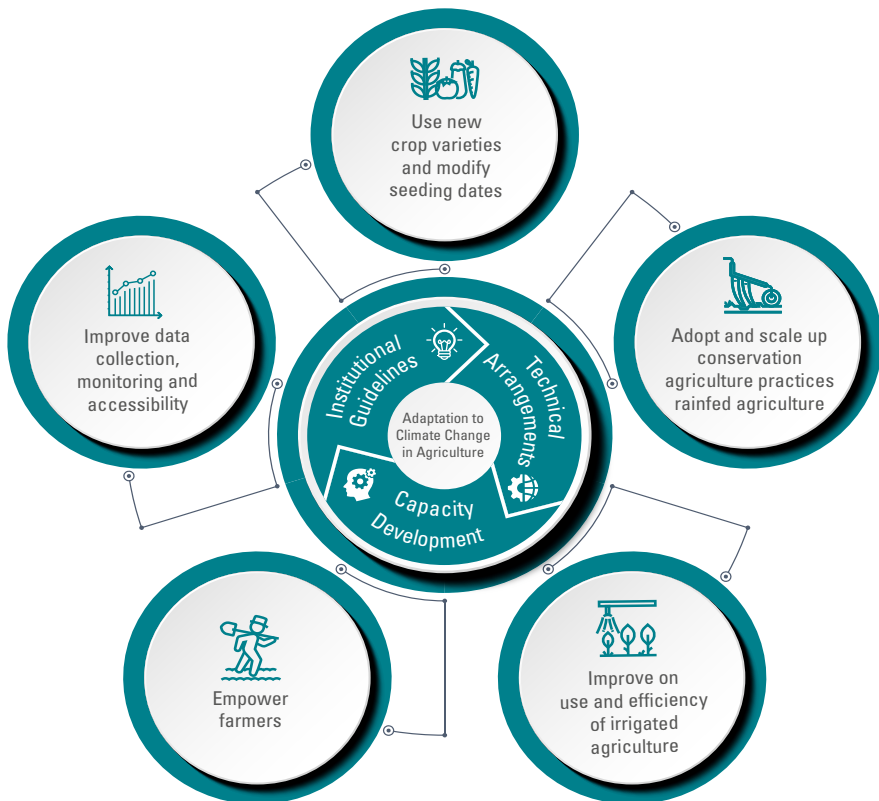 Use new
crop varieties
and modify
seeding dates
Improve data
collection,
monitoring and
accessibility
Adopt and scale up
conservation
agriculture practices
rainfed agriculture
Institutional
Guidelines
Technical
Arrangements
Adaptation to
Climate Change
in Agriculture
Capacity
Development
Empower
farmers
Improve on
use and efficiency
of irrigated
agriculture